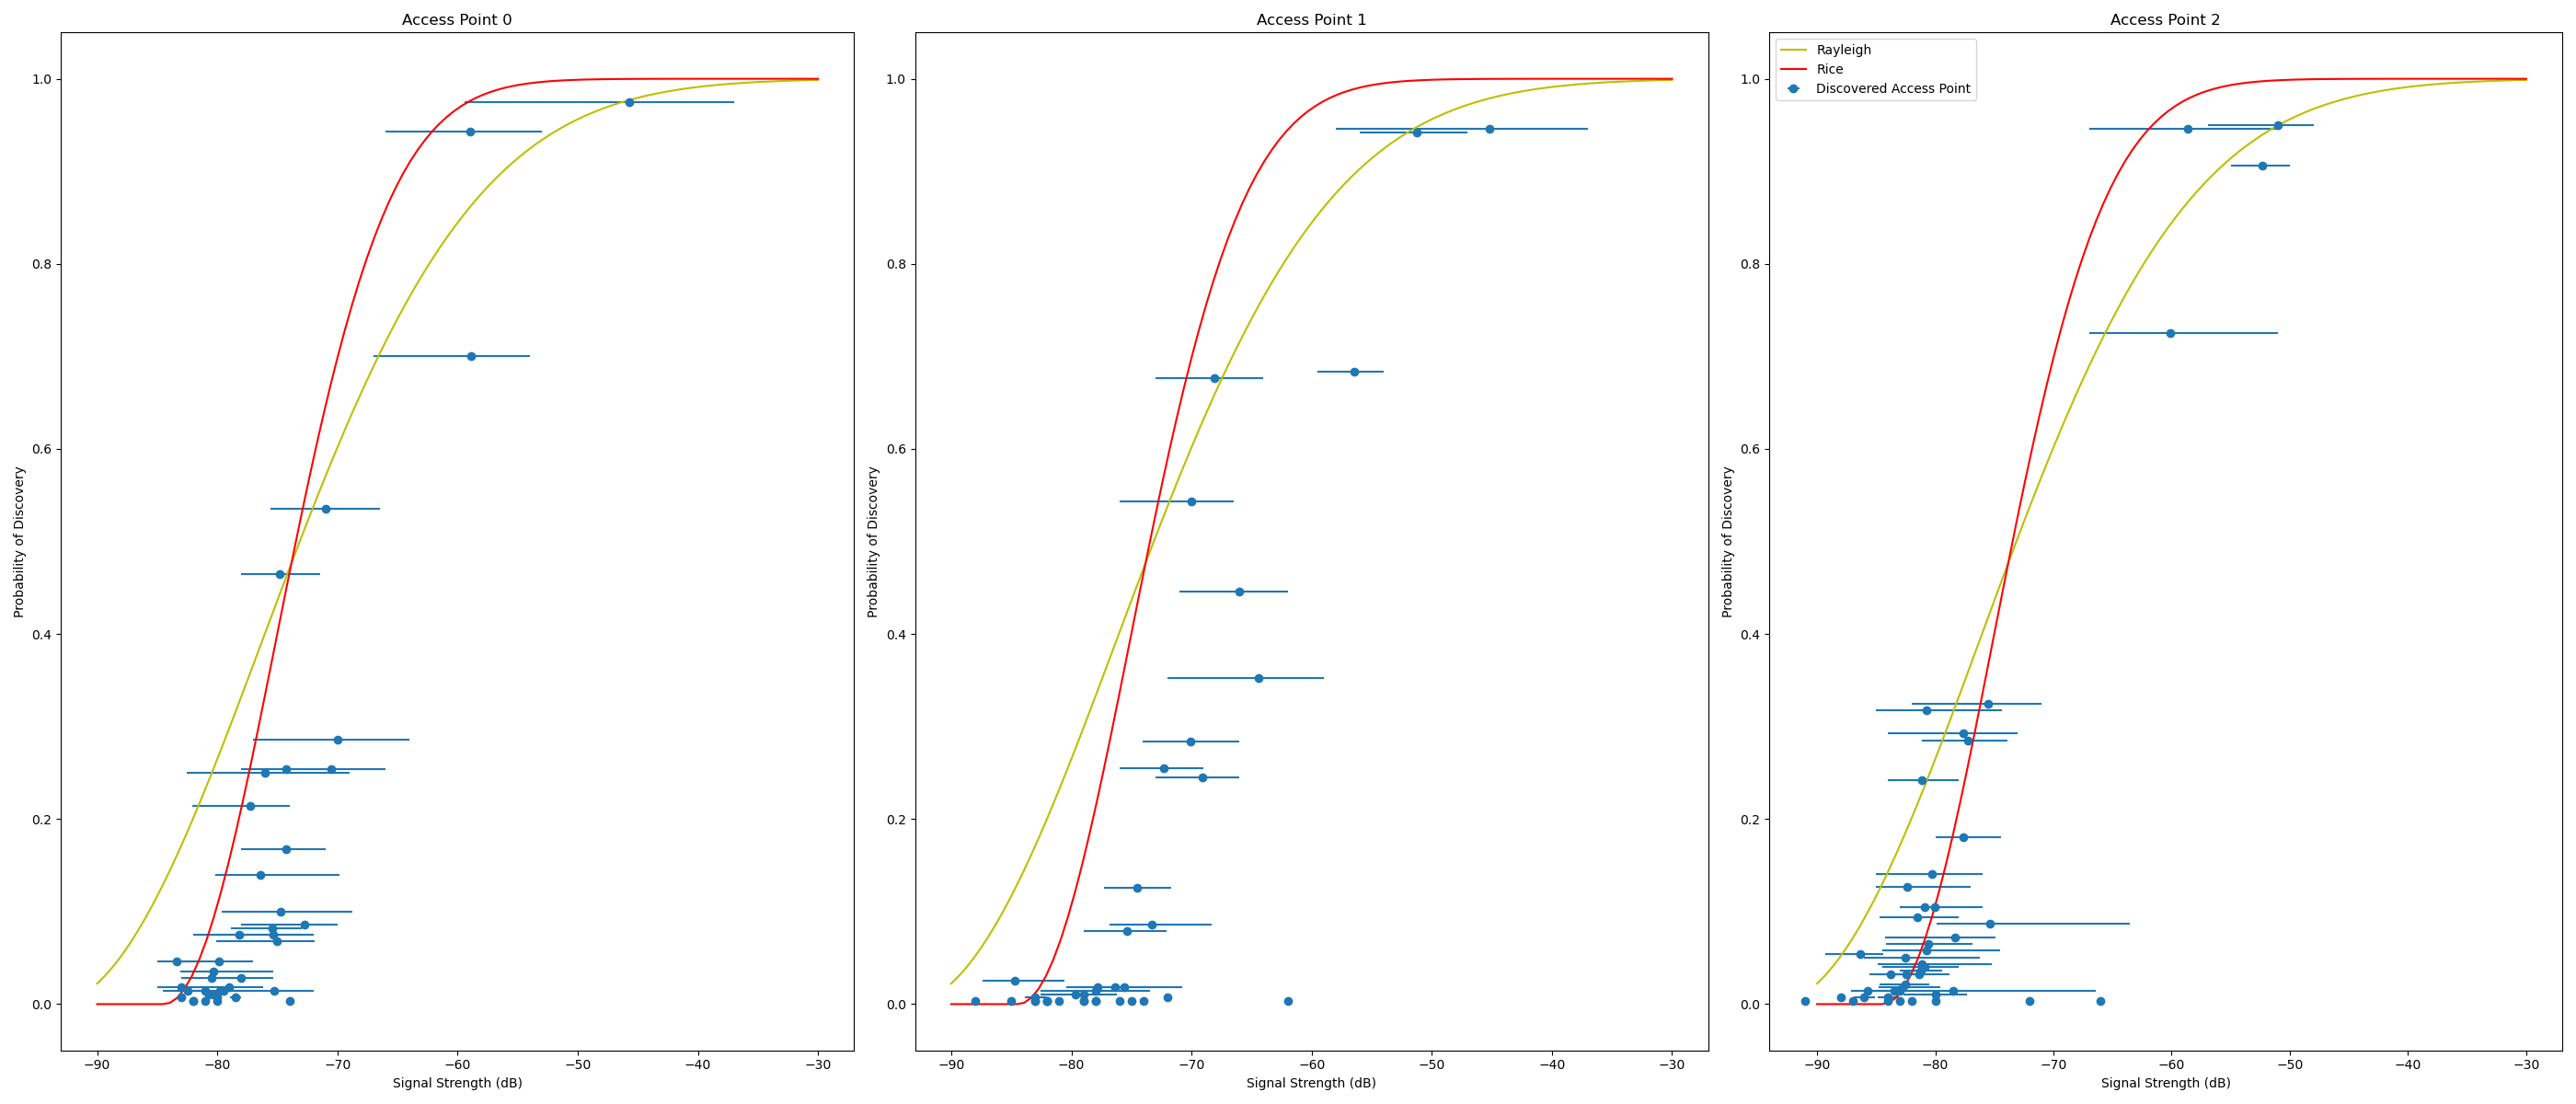 Access Point 0
Probability of Discovery
1.0
0.8
0.6
0.4
0.2
0.0
−90 −80 −70 −60 −50 −40 −30
Signal Strength (dB)
Access Point 1
Probability of Discovery
1.0
0.8
0.6
0.4
0.2
0.0
−90 −80 −70 −60 −50 −40 −30
Signal Strength (dB)
Access Point 2
Rayleigh
Rice
Discovered Access Point
Probability of Discovery
1.0
0.8
0.6
0.4
0.2
0.0
−90 −80 −70 −60 −50 −40 −30
Signal Strength (dB)